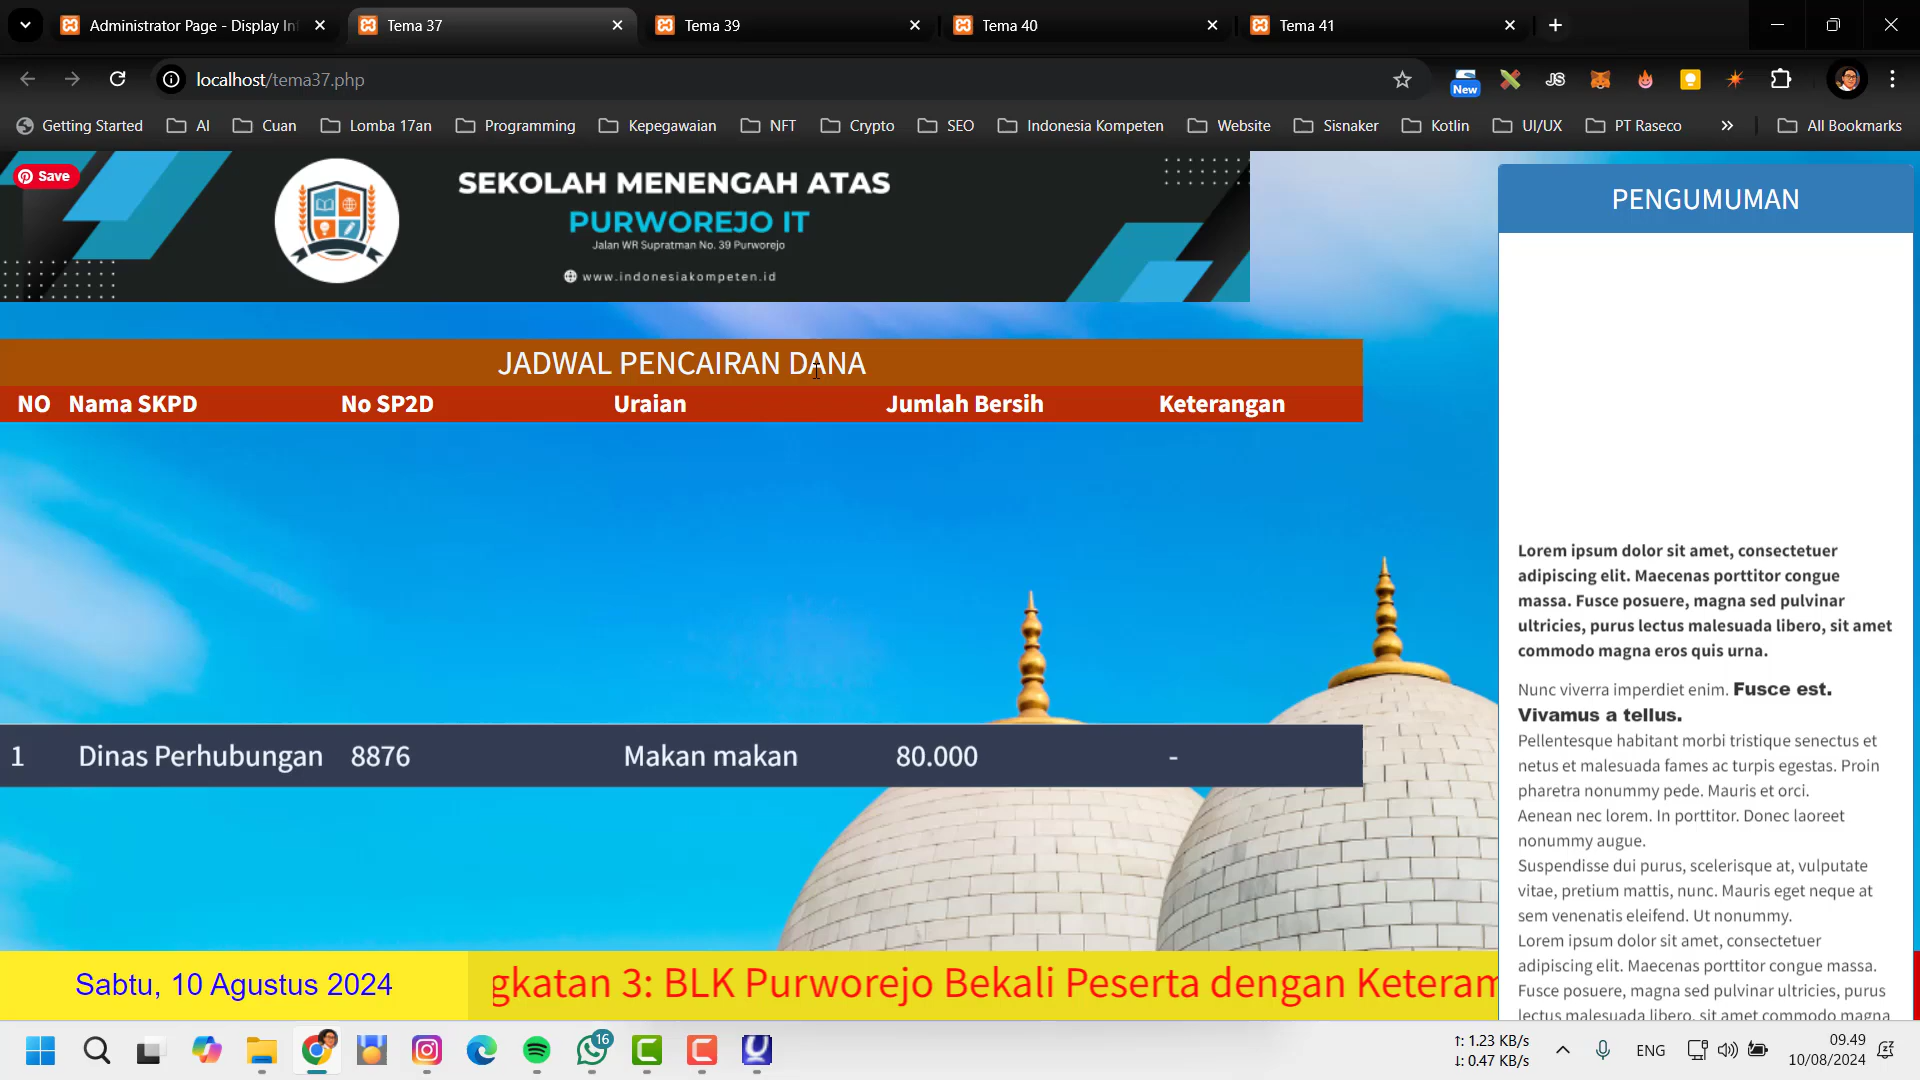 Administrator Page - Display In
Tema 37
Tema 39
Tema 40
Tema 41
localhost/tema37.php
New
JS
Getting Started
AI
Cuan
Lomba 17an
Programming
Kepegawaian
NFT
Crypto
SEO
Indonesia Kompeten
Website
Sisnaker
Kotlin
UI/UX
PT Raseco
All Bookmarks
Save
SEKOLAH MENENGAH ATAS
PURWOREJO IT
Jalan WR Supratman No. 39 Purworejo
www.indonesiakompeten.id
JADWAL PENCAIRAN DANA
NO Nama SKPD No SP2D Uraian Jumlah Bersih Keterangan
1 Dinas Perhubungan 8876 Makan makan 80.000 -
PENGUMUMAN
Lorem ipsum dolor sit amet, consectetuer
adipiscing elit. Maecenas porttitor congue
massa. Fusce posuere, magna sed pulvinar
ultricies, purus lectus malesuada libero, sit amet
commodo magna eros quis urna.
Nunc viverra imperdiet enim. Fusce est.
Vivamus a tellus.
Pellentesque habitant morbi tristique senectus et
netus et malesuada fames ac turpis egestas. Proin
pharetra nonummy pede. Mauris et orci.
Aenean nec lorem. In porttitor. Donec laoreet
nonummy augue.
Suspendisse dui purus, scelerisque at, vulputate
vitae, pretium mattis, nunc. Mauris eget neque at
sem venenatis eleifend. Ut nonummy.
Lorem ipsum dolor sit amet, consectetuer
adipiscing elit. Maecenas porttitor congue massa.
Fusce posuere, magna sed pulvinar ultricies, purus
lectus malesuada libero, sit amet commodo magna
Sabtu, 10 Agustus 2024
gkatan 3: BLK Purworejo Bekali Peserta dengan Keteram
16
↑: 1.23 KB/s
↓: 0.47 KB/s
ENG
09.49
10/08/2024